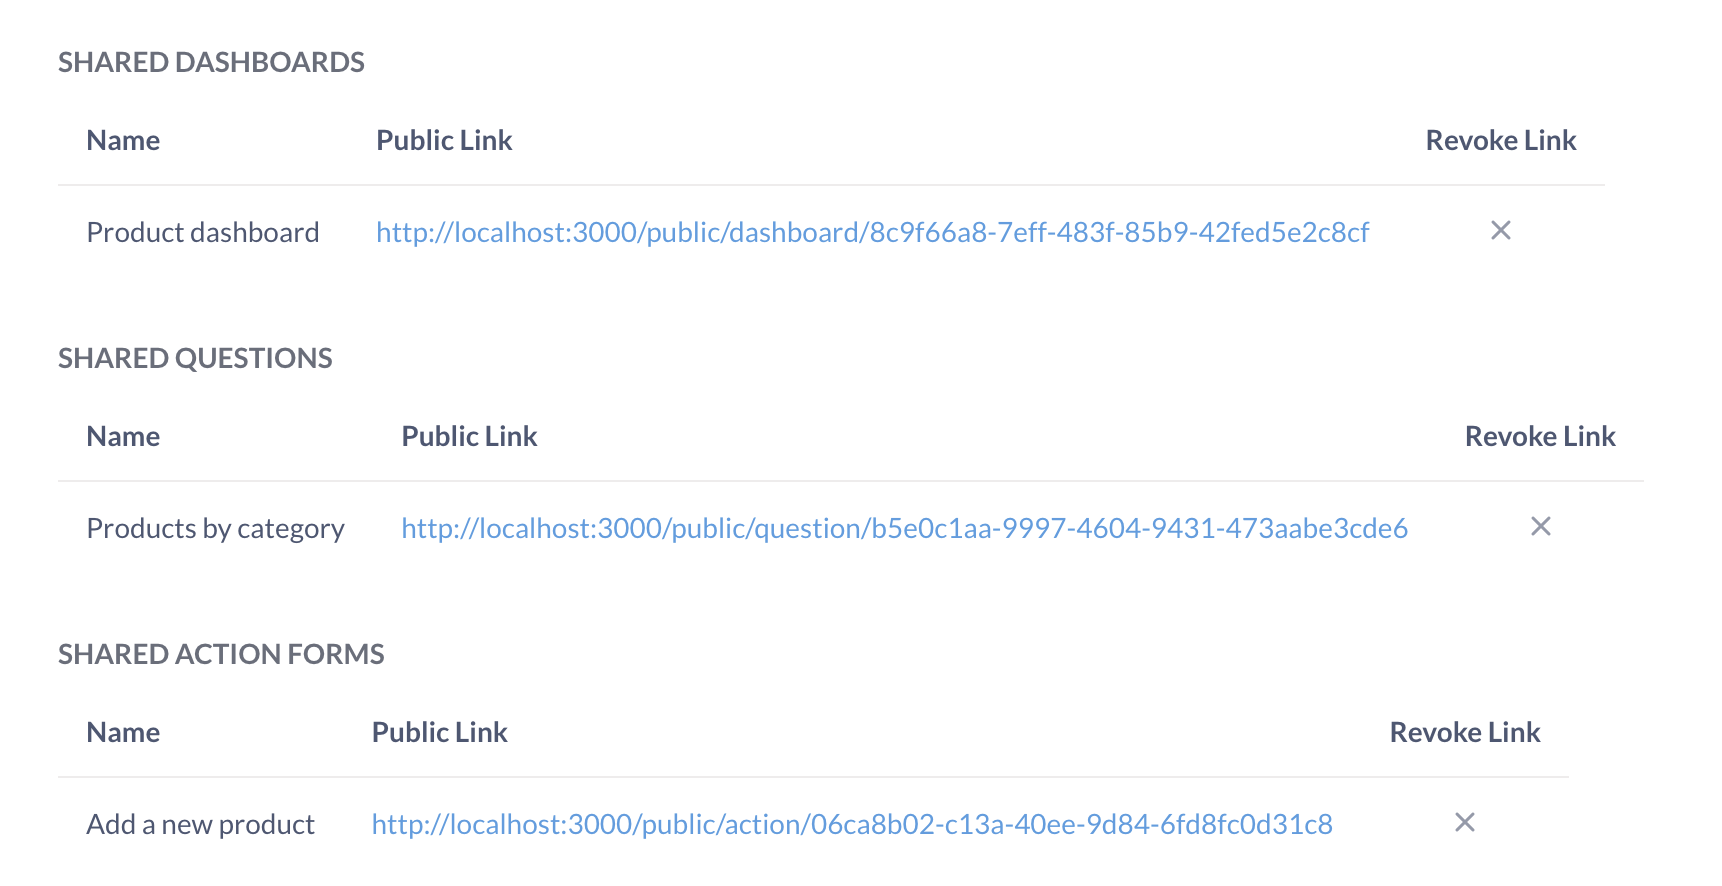 SHARED DASHBOARDS
Name Public Link Revoke Link
Product dashboard http://localhost:3000/public/dashboard/8c9f66a8-7eff-483f-85b9-42fed5e2c8cf
SHARED QUESTIONS
Name Public Link Revoke Link
Products by category http://localhost:3000/public/question/b5e0c1aa-9997-4604-9431-473aabe3cde6
SHARED ACTION FORMS
Name Public Link Revoke Link
Add a new product http://localhost:3000/public/action/06ca8b02-c13a-40ee-9d84-6fd8fc0d31c8